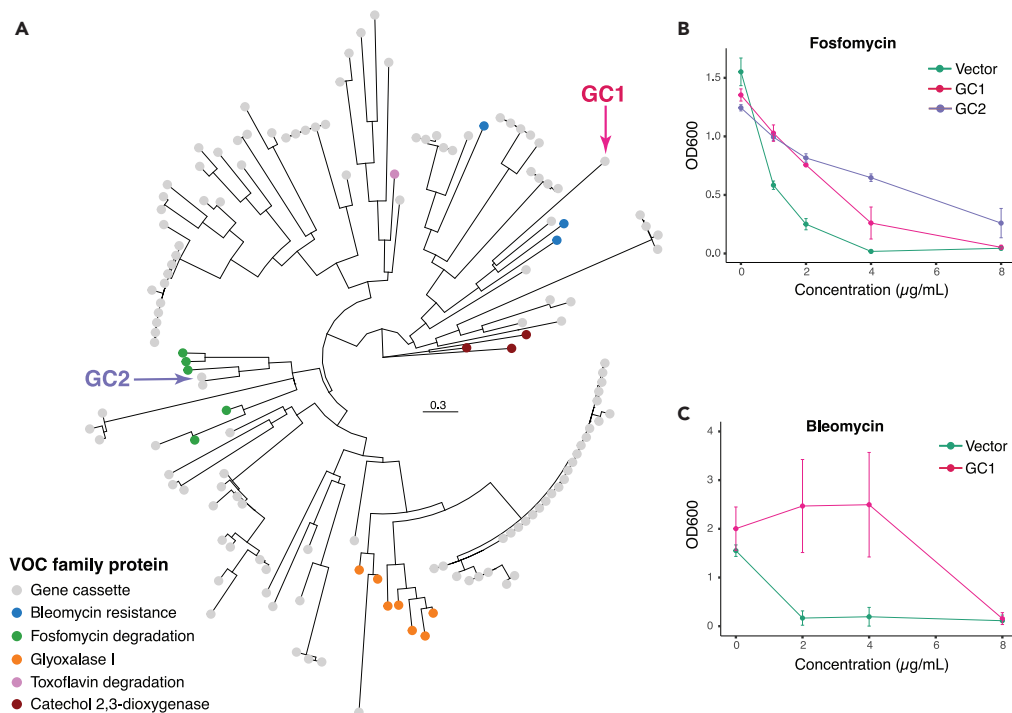 A
GC1
GC2
0.3
VOC family protein
Gene cassette
Bleomycin resistance
Fosfomycin degradation
Glyoxalase I
Toxoflavin degradation
Catechol 2,3-dioxygenase
B
Fosfomycin
Vector
GC1
GC2
OD600
1.5
1.0
0.5
0.0
0 2 4 6 8
Concentration (µg/mL)
C
Bleomycin
Vector
GC1
OD600
4
3
2
1
0
0 2 4 6 8
Concentration (µg/mL)